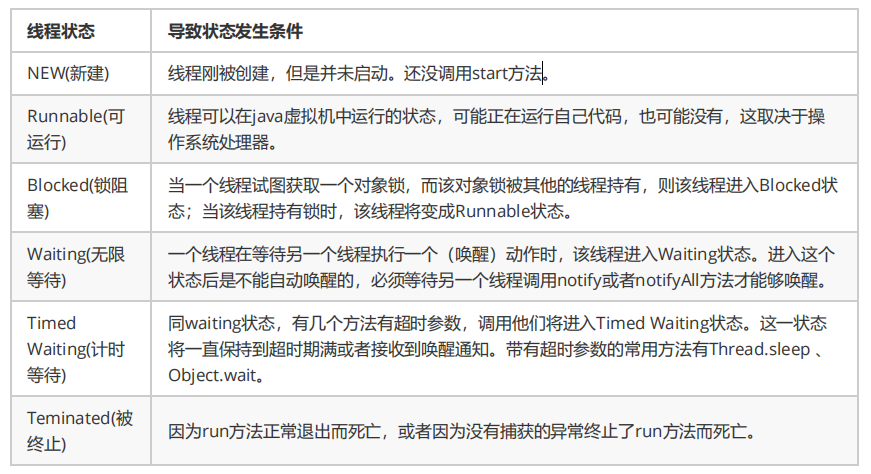 线程状态 导致状态发生条件
NEW(新建) 线程刚被创建，但是并未启动。还没调用start方法。
Runnable(可
运行)
线程可以在java虚拟机中运行的状态，可能正在运行自己代码，也可能没有，这取决于操
作系统处理器。
Blocked(锁阻
塞)
当一个线程试图获取一个对象锁，而该对象锁被其他的线程持有，则该线程进入Blocked状
态；当该线程持有锁时，该线程将变成Runnable状态。
Waiting(无限
等待)
一个线程在等待另一个线程执行一个（唤醒）动作时，该线程进入Waiting状态。进入这个
状态后是不能自动唤醒的，必须等待另一个线程调用notify或者notifyAll方法才能够唤醒。
Timed
Waiting(计时
等待)
同waiting状态，有几个方法有超时参数，调用他们将进入Timed Waiting状态。这一状态
将一直保持到超时期满或者接收到唤醒通知。带有超时参数的常用方法有Thread.sleep 、
Object.wait。
Teminated(被
终止)
因为run方法正常退出而死亡，或者因为没有捕获的异常终止了run方法而死亡。